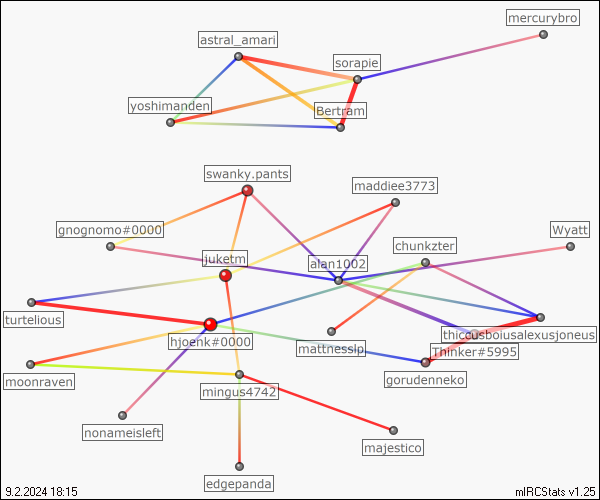 mercurybro
astral_amari
sorapie
yoshimanden
Bertram
swanky.pants
maddiee3773
gnognomo#0000
Wyatt
chunkzter
juketm
alan1002
turtelious
thiccusboiusalexusjoneus
hjoenk#0000
mattnesslp
Thinker#5995
moonraven
gorudenneko
mingus4742
nonameisleft
majestico
edgepanda
9.2.2024 18:15
mIRCStats v1.25